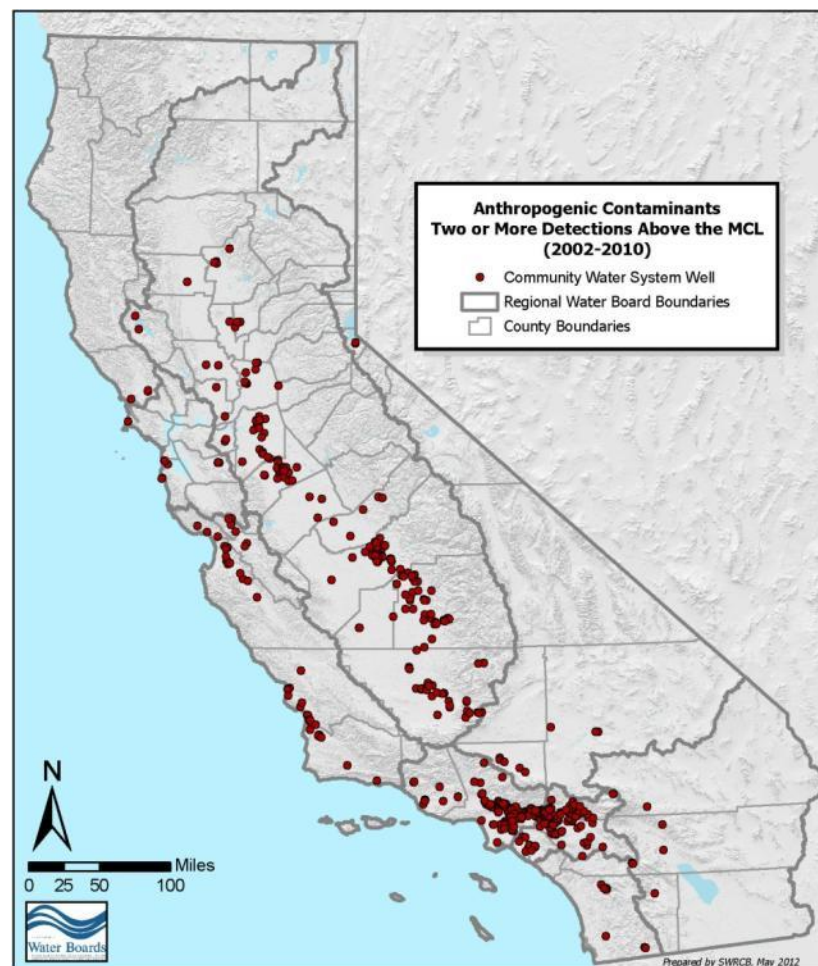 Anthropogenic Contaminants
Two or More Detections Above the MCL
(2002-2010)
Community Water System Well
Regional Water Board Boundaries
County Boundaries
N
Miles
0 25 50 100
Water Boards
Prepared by SWRCB, May 2012